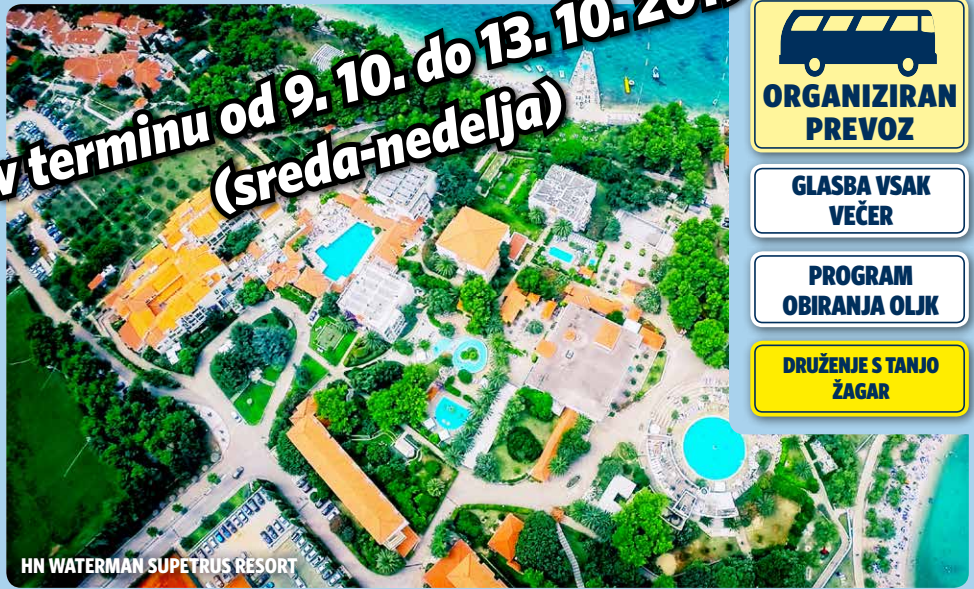 v terminu od 9. 10. do 13. 10.
(sreda-nedelja)
ORGANIZIRAN
PREVOZ
GLASBA VSAK
VEČER
PROGRAM
OBIRANJA OLJK
DRUŽENJE S TANJO
ŽAGAR
HN WATERMAN SUPETRUS RESORT